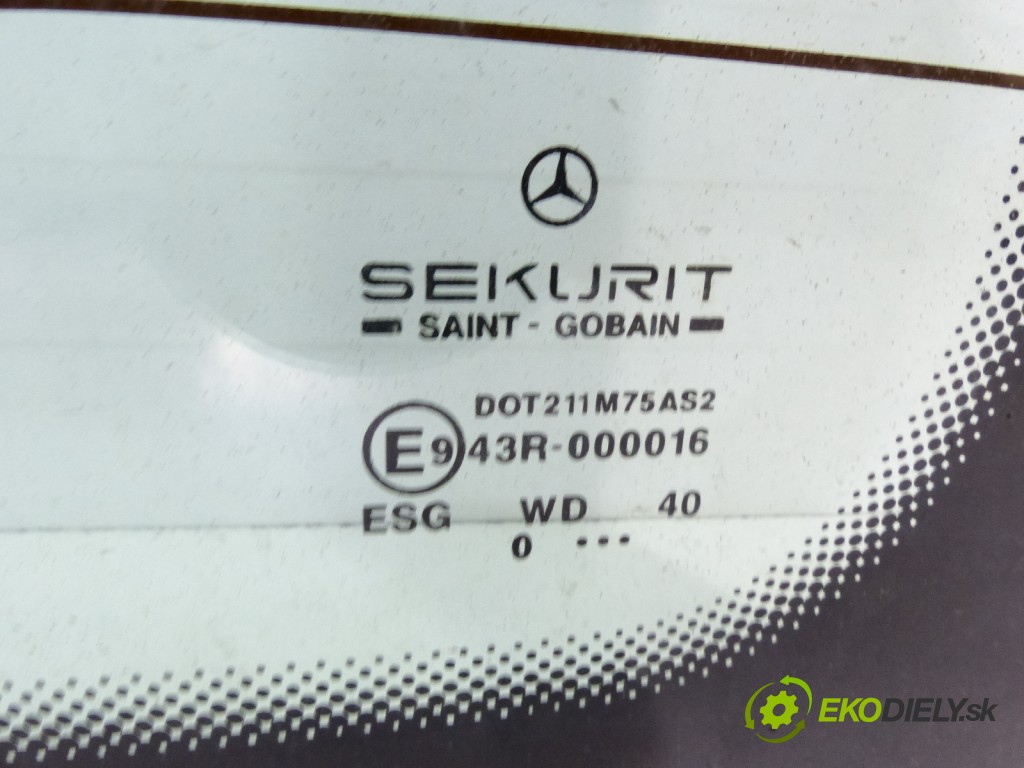 SEKURIT
SAINT - GOBAIN
DOT211M75AS2
E9 43R-000016
ESG WD 40
0 ...
EKODIELY.sk